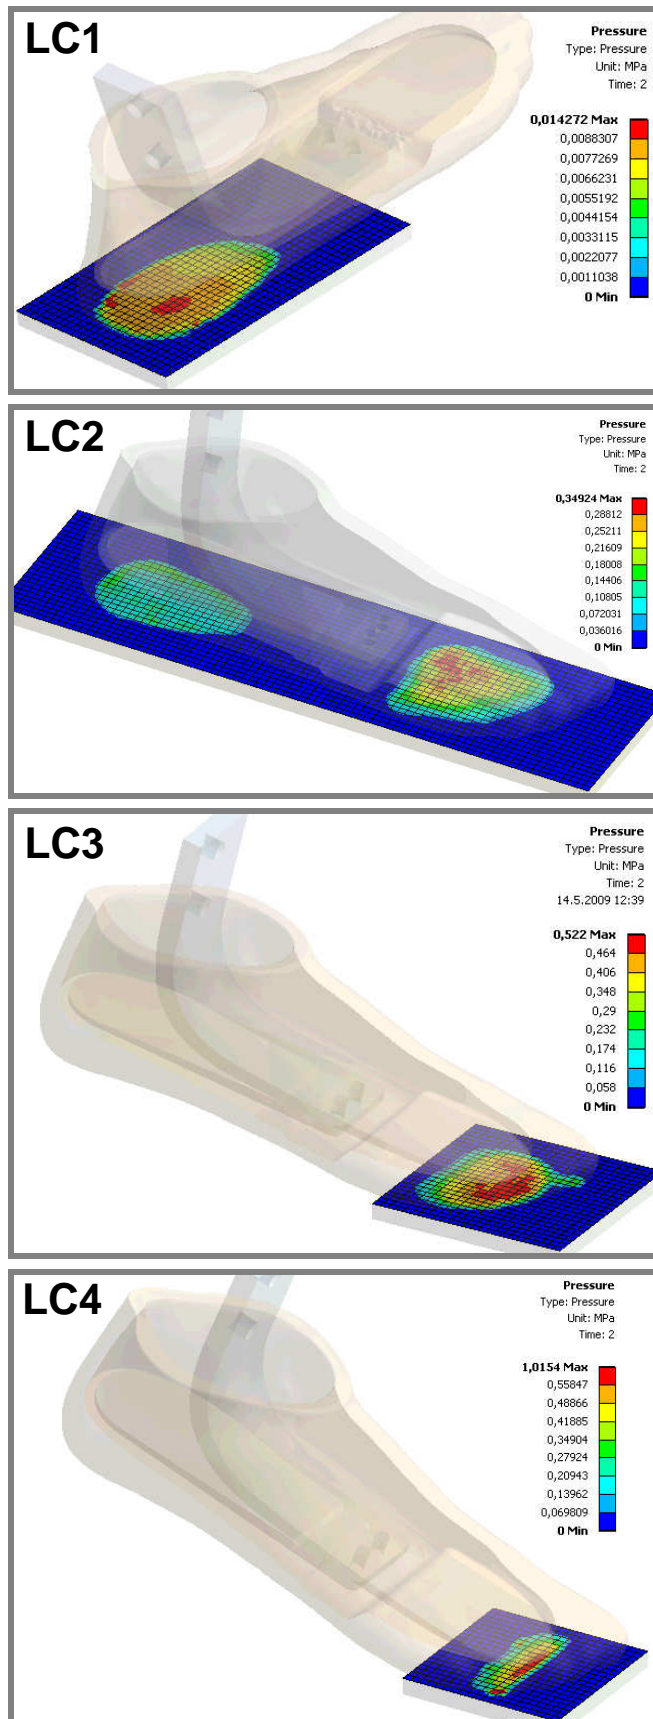 LC1
Pressure
Type: Pressure
Unit: MPa
Time: 2
0,014272 Max
0,0088307
0,0077269
0,0066231
0,0055192
0,0044154
0,0033115
0,0022077
0,0011038
0 Min
LC2
Pressure
Type: Pressure
Unit: MPa
Time: 2
0,34924 Max
0,28812
0,25211
0,21609
0,18008
0,14406
0,10805
0,072031
0,036016
0 Min
LC3
Pressure
Type: Pressure
Unit: MPa
Time: 2
14.5.2009 12:39
0,522 Max
0,464
0,406
0,348
0,29
0,232
0,174
0,116
0,058
0 Min
LC4
Pressure
Type: Pressure
Unit: MPa
Time: 2
1,0154 Max
0,55847
0,48866
0,41885
0,34904
0,27924
0,20943
0,13962
0,069809
0 Min